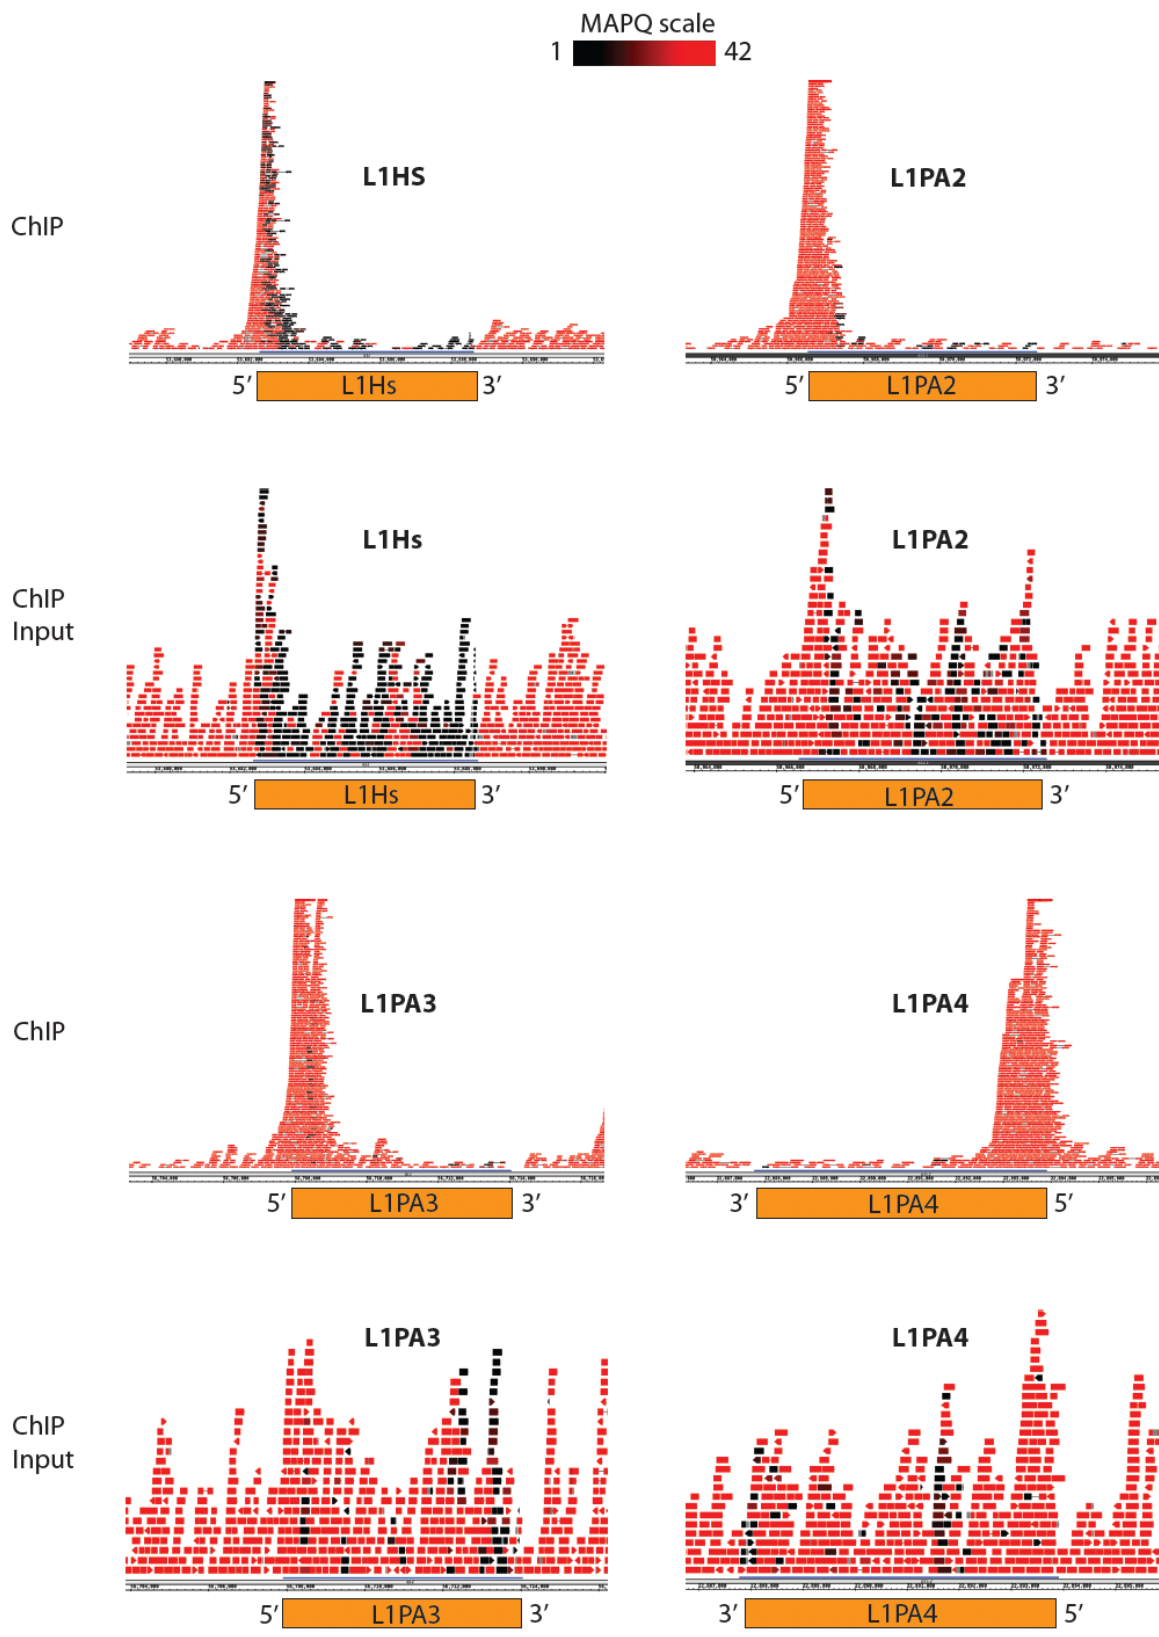 MAPQ scale
1 42
L1HS
L1PA2
ChIP
5’ L1Hs 3’
5’ L1PA2 3’
L1Hs
L1PA2
ChIP
Input
5’ L1Hs 3’
5’ L1PA2 3’
L1PA3
L1PA4
ChIP
5’ L1PA3 3’
3’ L1PA4 5’
L1PA3
L1PA4
ChIP
Input
5’ L1PA3 3’
3’ L1PA4 5’